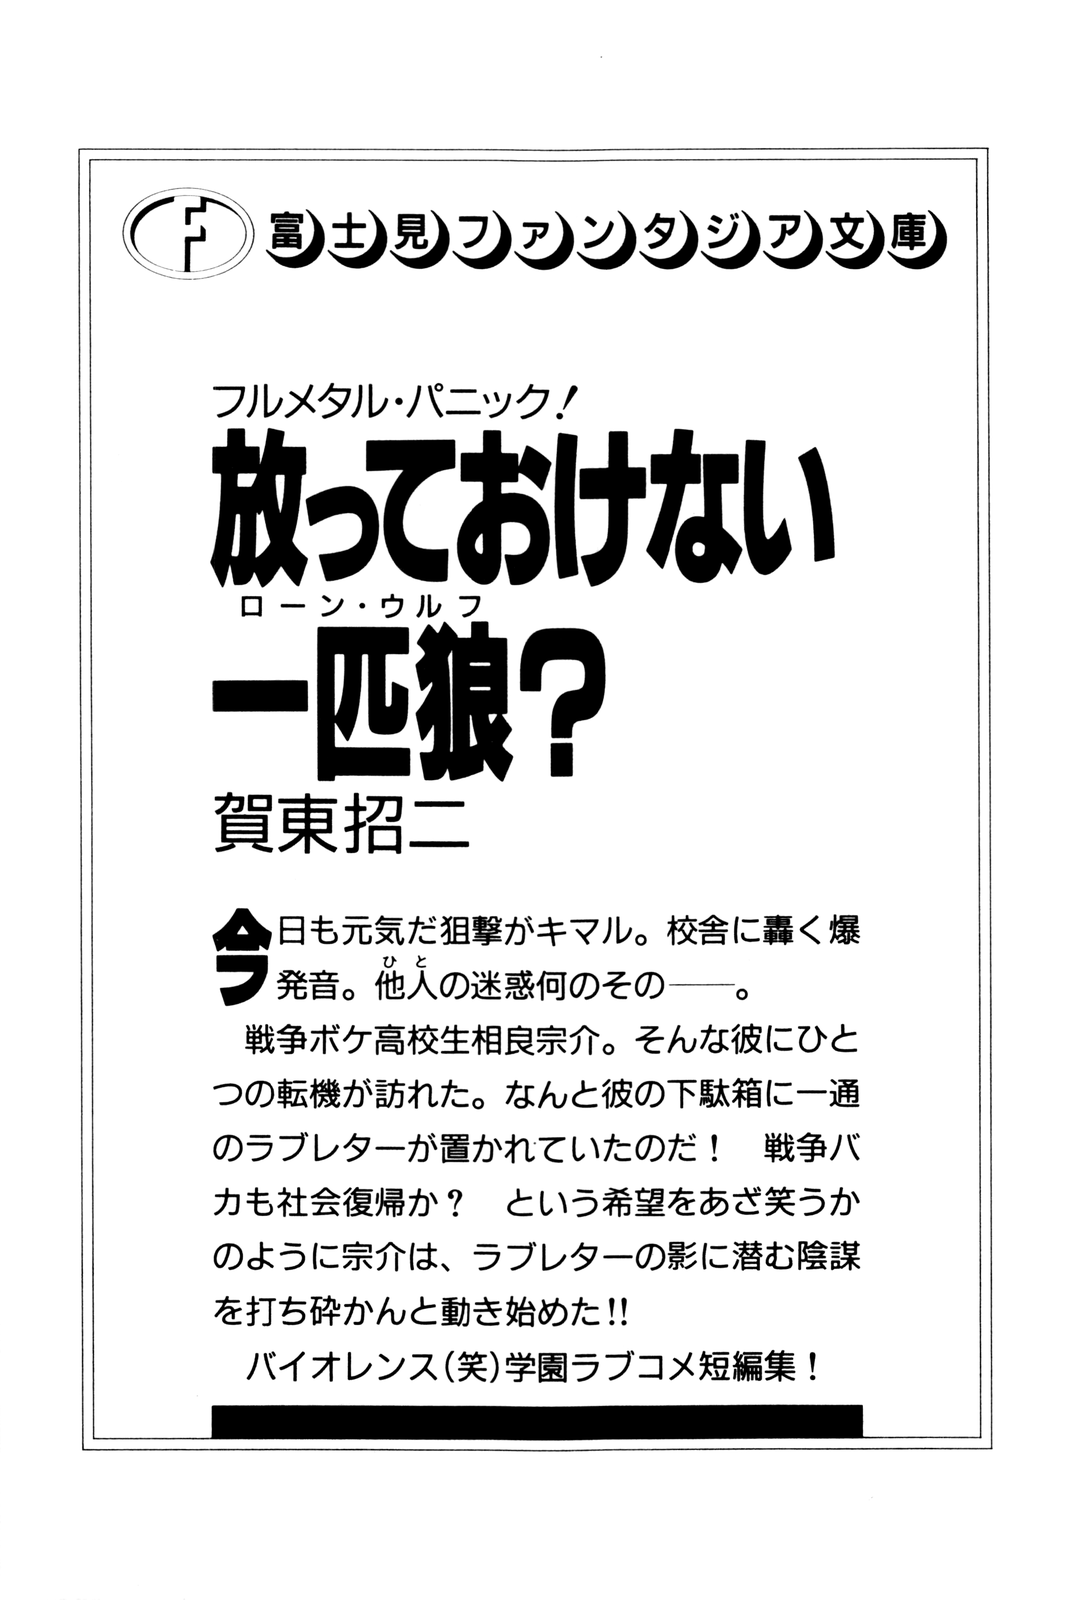 富士見ファンタジア文庫
フルメタル・パニック!
放っておけない
ローン・ウルフ
一匹狼?
賀東招二
今日も元気だ狙撃がキマル。校舎に轟く爆
ひと
発音。他人の迷惑何のその――。
戦争ボケ高校生相良宗介。そんな彼にひと
つの転機が訪れた。なんと彼の下駄箱に一通
のラブレターが置かれていたのだ! 戦争バ
カも社会復帰か? という希望をあざ笑うか
のように宗介は、ラブレターの影に潜む陰謀
を打ち砕かんと動き始めた!!
バイオレンス(笑)学園ラブコメ短編集!